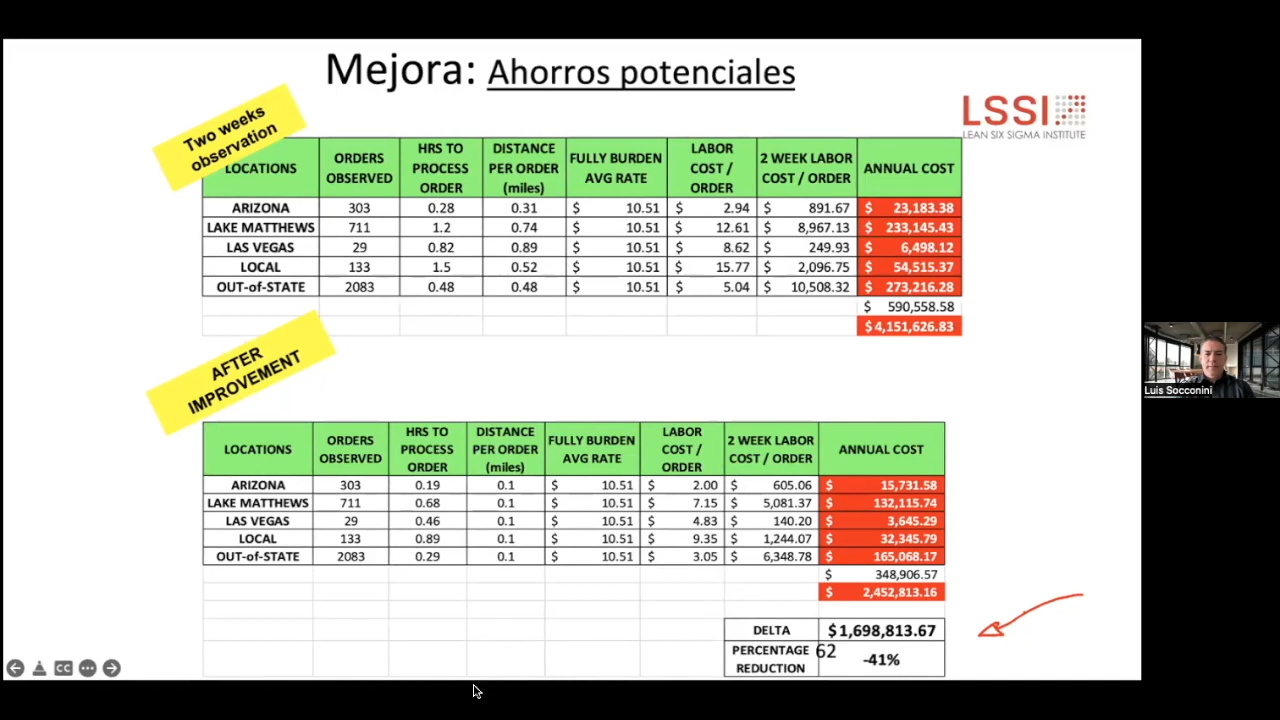 Mejora: Ahorros potenciales
LSSI
LEAN SIX SIGMA INSTITUTE
Two weeks
observation
LOCATIONS ORDERS OBSERVED HRS TO PROCESS ORDER DISTANCE PER ORDER (miles) FULLY BURDEN AVG RATE LABOR COST / ORDER 2 WEEK LABOR COST / ORDER ANNUAL COST
ARIZONA 303 0.28 0.31 $ 10.51 $ 2.94 $ 891.67 $ 23,183.38
LAKE MATTHEWS 711 1.2 0.74 $ 10.51 $ 12.61 $ 8,967.13 $ 233,145.43
LAS VEGAS 29 0.82 0.89 $ 10.51 $ 8.62 $ 249.93 $ 6,498.12
LOCAL 133 1.5 0.52 $ 10.51 $ 15.77 $ 2,096.75 $ 54,515.37
OUT-of-STATE 2083 0.48 0.48 $ 10.51 $ 5.04 $ 10,508.32 $ 273,216.28
$ 590,558.58
$ 4,151,626.83
AFTER
IMPROVEMENT
LOCATIONS ORDERS OBSERVED HRS TO PROCESS ORDER DISTANCE PER ORDER (miles) FULLY BURDEN AVG RATE LABOR COST / ORDER 2 WEEK LABOR COST / ORDER ANNUAL COST
ARIZONA 303 0.19 0.1 $ 10.51 $ 2.00 $ 605.06 $ 15,731.58
LAKE MATTHEWS 711 0.68 0.1 $ 10.51 $ 7.15 $ 5,081.37 $ 132,115.74
LAS VEGAS 29 0.46 0.1 $ 10.51 $ 4.83 $ 140.20 $ 3,645.29
LOCAL 133 0.89 0.1 $ 10.51 $ 9.35 $ 1,244.07 $ 32,345.79
OUT-of-STATE 2083 0.29 0.1 $ 10.51 $ 3.05 $ 6,348.78 $ 165,068.17
$ 348,906.57
$ 2,452,813.16
DELTA $1,698,813.67
PERCENTAGE REDUCTION -41%
62
CC
Luis Socconini